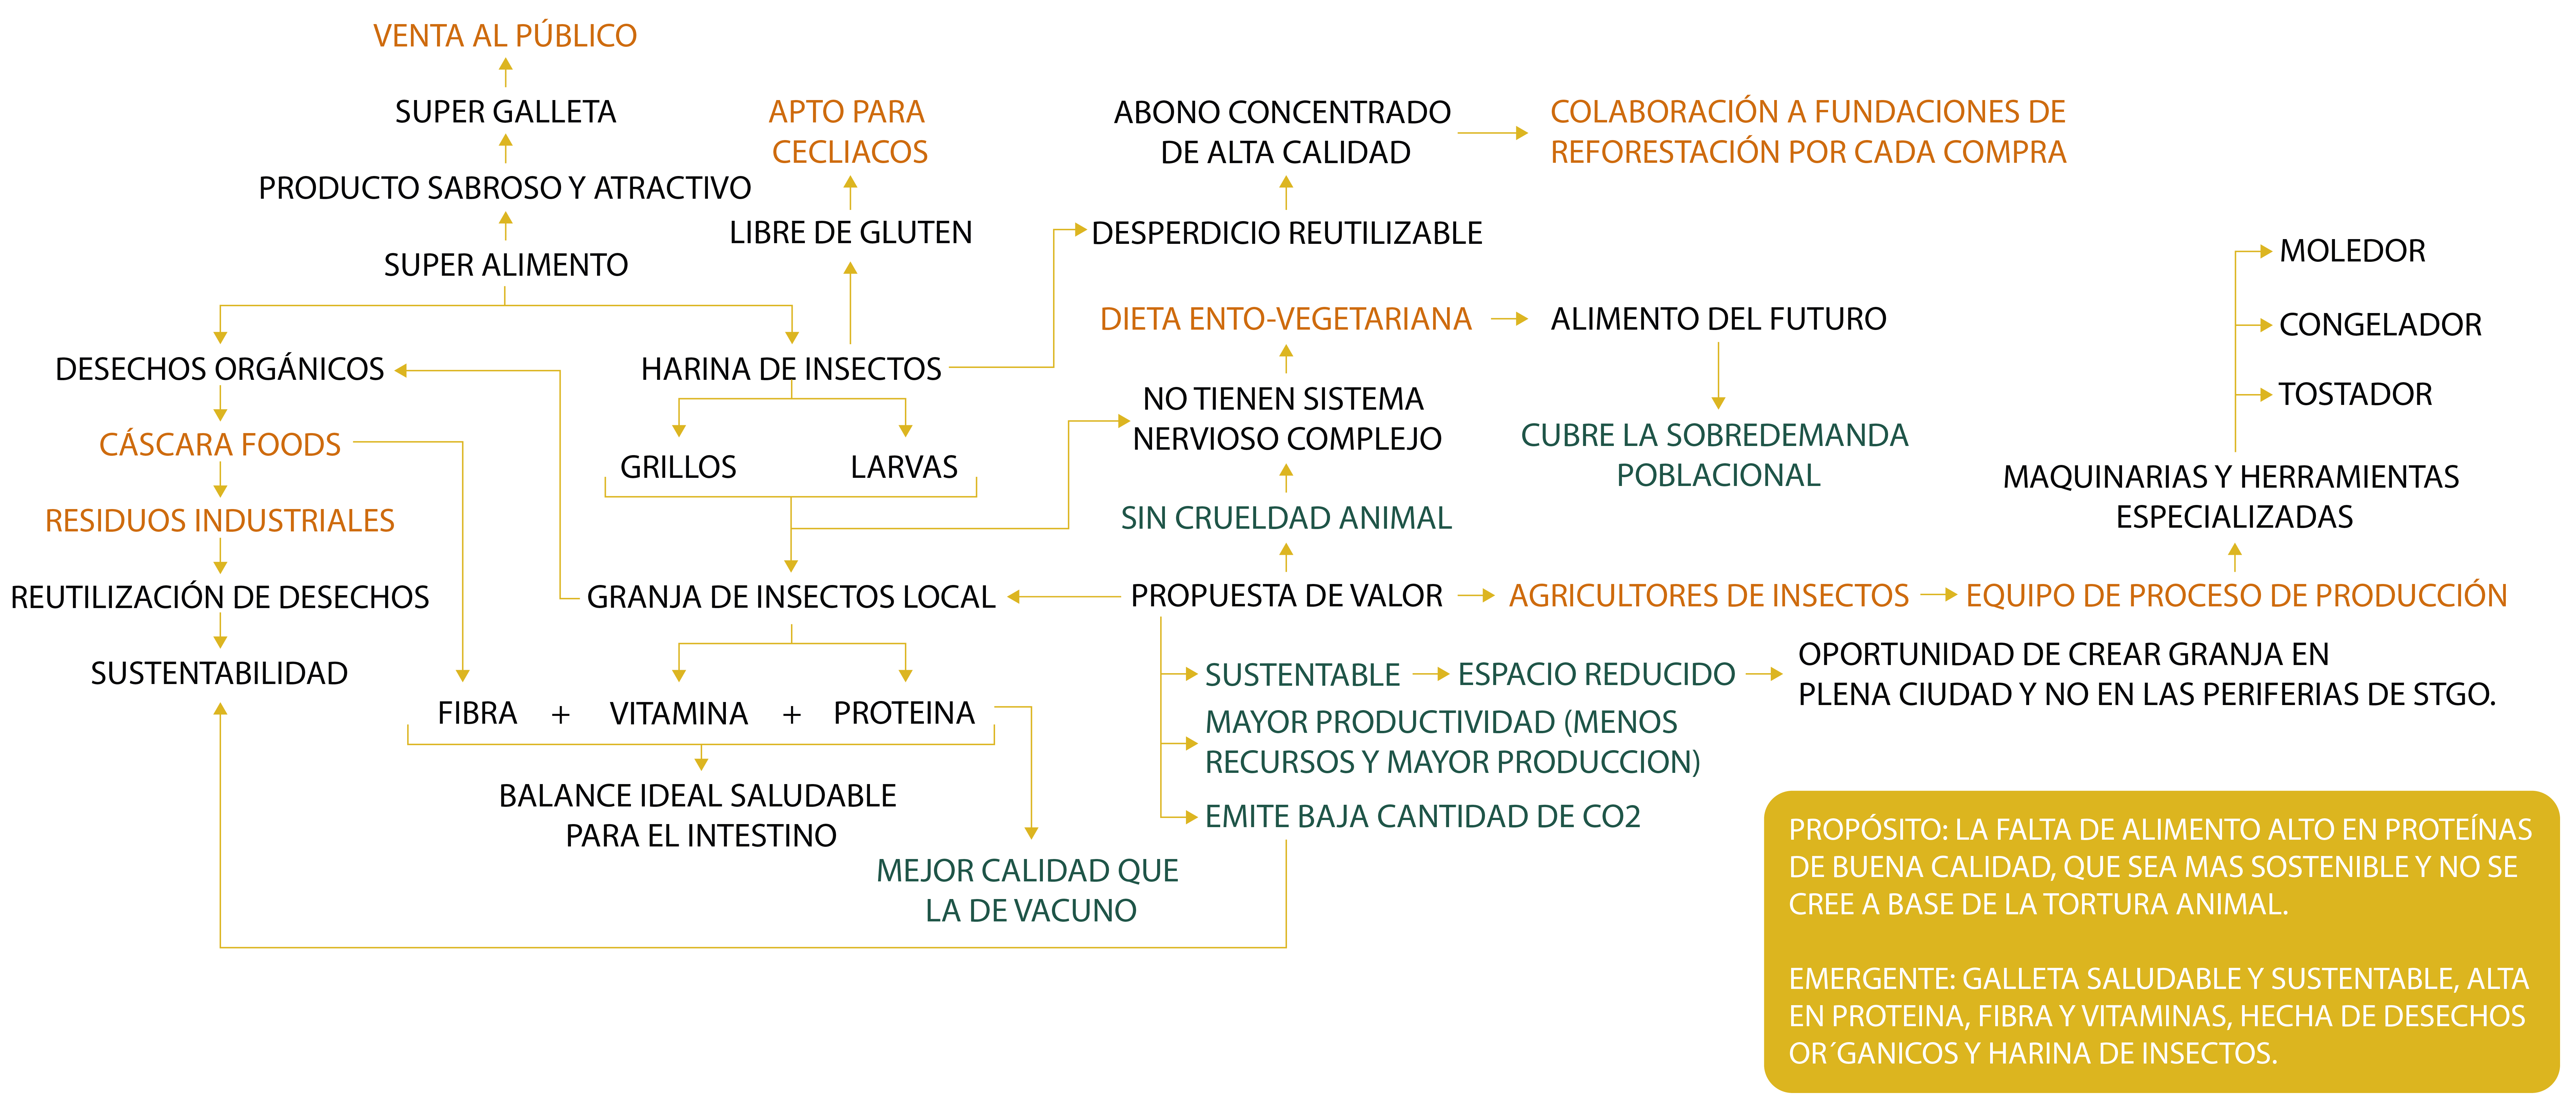 VENTA AL PÚBLICO
SUPER GALLETA
PRODUCTO SABROSO Y ATRACTIVO
SUPER ALIMENTO
APTO PARA
CECLIACOS
LIBRE DE GLUTEN
ABONO CONCENTRADO
DE ALTA CALIDAD
COLABORACIÓN A FUNDACIONES DE
REFORESTACIÓN POR CADA COMPRA
DESPERDICIO REUTILIZABLE
DESECHOS ORGÁNICOS
HARINA DE INSECTOS
DIETA ENTO-VEGETARIANA
ALIMENTO DEL FUTURO
MOLEDOR
CONGELADOR
TOSTADOR
CÁSCARA FOODS
GRILLOS
LARVAS
NO TIENEN SISTEMA
NERVIOSO COMPLEJO
CUBRE LA SOBREDEMANDA
POBLACIONAL
MAQUINARIAS Y HERRAMIENTAS
ESPECIALIZADAS
RESIDUOS INDUSTRIALES
SIN CRUELDAD ANIMAL
REUTILIZACIÓN DE DESECHOS
GRANJA DE INSECTOS LOCAL
PROPUESTA DE VALOR
AGRICULTORES DE INSECTOS
EQUIPO DE PROCESO DE PRODUCCIÓN
SUSTENTABILIDAD
SUSTENTABLE
ESPACIO REDUCIDO
OPORTUNIDAD DE CREAR GRANJA EN
PLENA CIUDAD Y NO EN LAS PERIFERIAS DE STGO.
FIBRA + VITAMINA + PROTEINA
MAYOR PRODUCTIVIDAD (MENOS
RECURSOS Y MAYOR PRODUCCION)
BALANCE IDEAL SALUDABLE
PARA EL INTESTINO
EMITE BAJA CANTIDAD DE CO2
MEJOR CALIDAD QUE
LA DE VACUNO
PROPÓSITO: LA FALTA DE ALIMENTO ALTO EN PROTEÍNAS
DE BUENA CALIDAD, QUE SEA MAS SOSTENIBLE Y NO SE
CREE A BASE DE LA TORTURA ANIMAL.
EMERGENTE: GALLETA SALUDABLE Y SUSTENTABLE, ALTA
EN PROTEINA, FIBRA Y VITAMINAS, HECHA DE DESECHOS
OR´GANICOS Y HARINA DE INSECTOS.